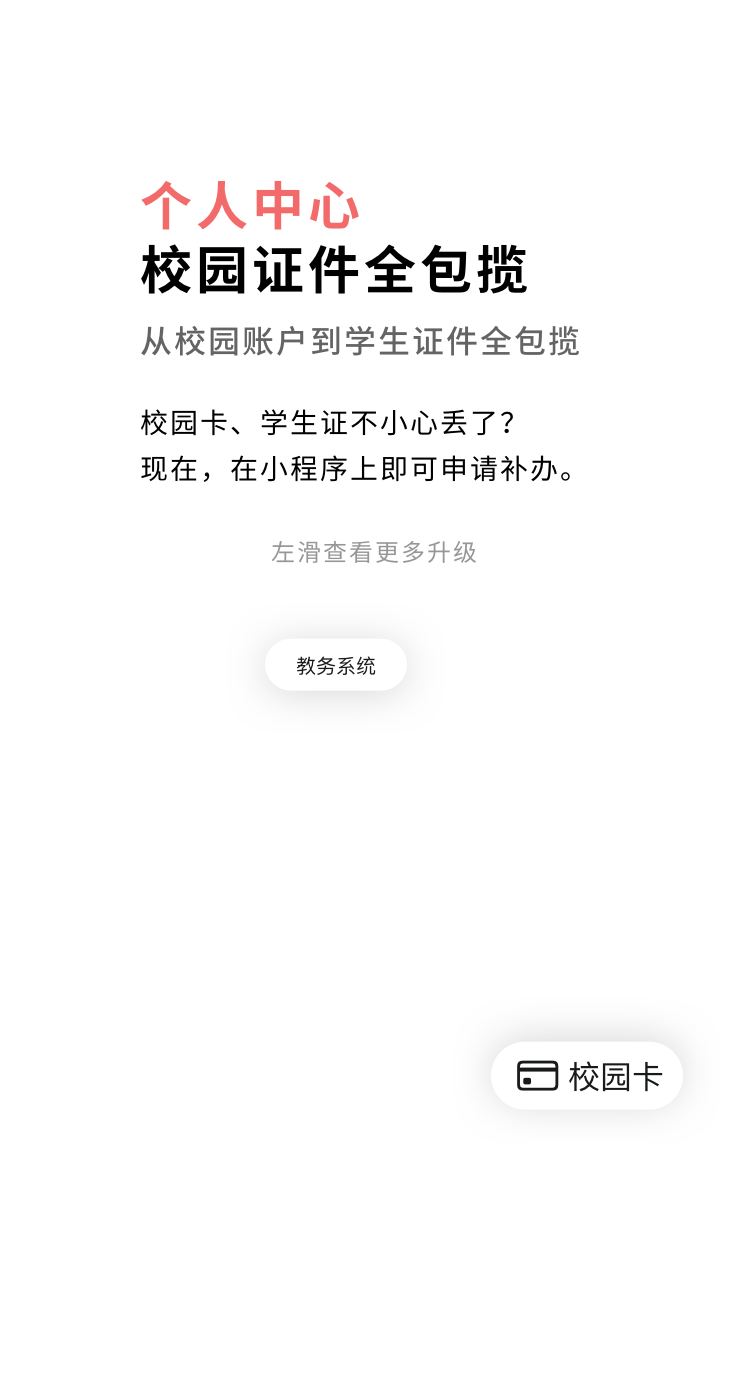 个人中心
校园证件全包揽
从校园账户到学生证件全包揽
校园卡、学生证不小心丢了？
现在，在小程序上即可申请补办。
左滑查看更多升级
教务系统
校园卡